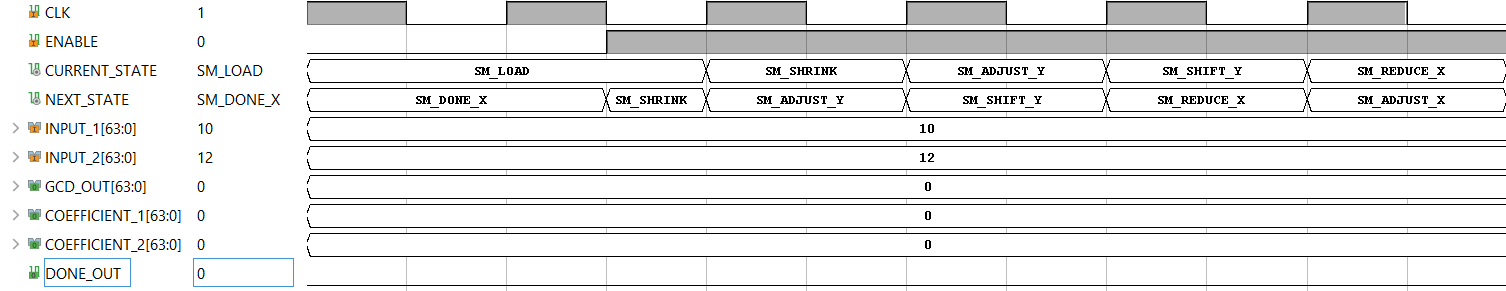 CLK 1
ENABLE 0
CURRENT_STATE SM_LOAD SM_LOAD SM_SHRINK SM_ADJUST_Y SM_SHIFT_Y SM_REDUCE_X
NEXT_STATE SM_DONE_X SM_DONE_X SM_SHRINK SM_ADJUST_Y SM_SHIFT_Y SM_REDUCE_X SM_ADJUST_X
INPUT_1[63:0] 10 10
INPUT_2[63:0] 12 12
GCD_OUT[63:0] 0 0
COEFFICIENT_1[63:0] 0 0
COEFFICIENT_2[63:0] 0 0
DONE_OUT 0